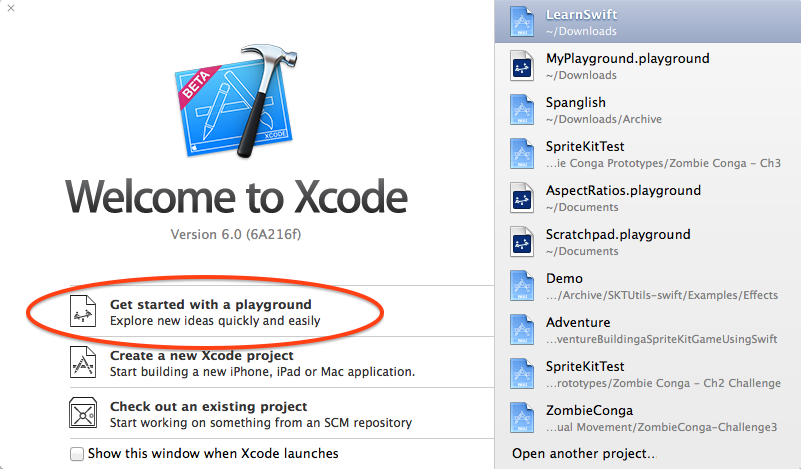 BETA
XCODE
Welcome to Xcode
Version 6.0 (6A216f)
Get started with a playground
Explore new ideas quickly and easily
Create a new Xcode project
Start building a new iPhone, iPad or Mac application.
Check out an existing project
Start working on something from an SCM repository
Show this window when Xcode launches
LearnSwift
~/Downloads
MyPlayground.playground
~/Downloads
Spanglish
~/Downloads/Archive
SpriteKitTest
...ie Conga Prototypes/Zombie Conga - Ch3
AspectRatios.playground
~/Documents
Scratchpad.playground
~/Documents
Demo
.../Archive/SKTUtils-swift/Examples/Effects
Adventure
...ventureBuildingaSpriteKitGameUsingSwift
SpriteKitTest
...rototypes/Zombie Conga - Ch2 Challenge
ZombieConga
...ual Movement/ZombieConga-Challenge3
Open another project...